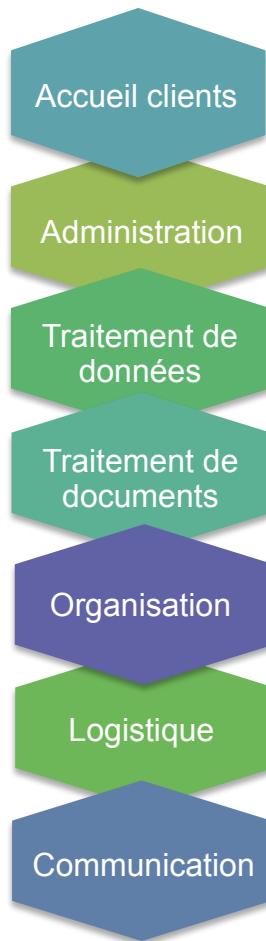 Accueil clients
Administration
Traitement de
données
Traitement de
documents
Organisation
Logistique
Communication